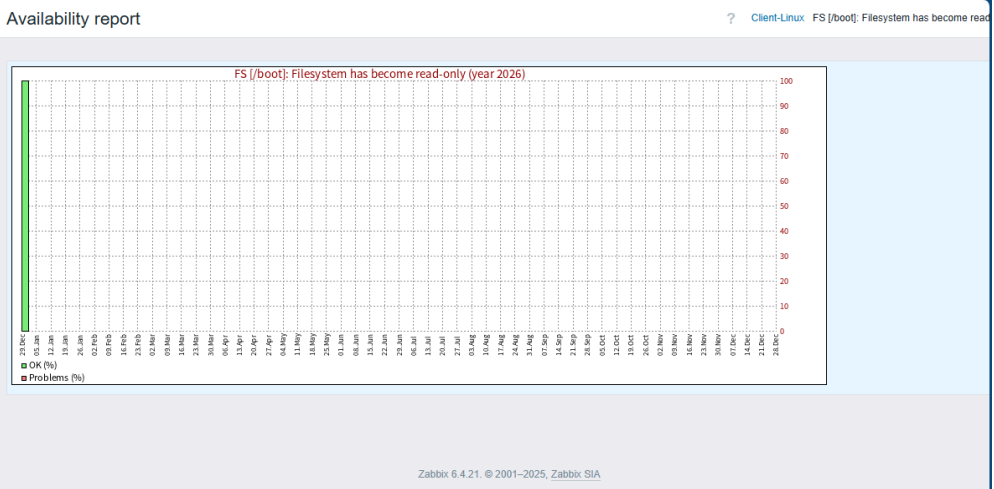 Availability report
? Client-Linux FS [/boot]: Filesystem has become read
FS [/boot]: Filesystem has become read-only (year 2026)
100
90
80
70
60
50
40
30
20
10
0
29.Dec 05.Jan 12.Jan 19.Jan 26.Jan 02.Feb 09.Feb 16.Feb 23.Feb 02.Mar 09.Mar 16.Mar 23.Mar 30.Mar 06.Apr 13.Apr 20.Apr 27.Apr 04.May 11.May 18.May 25.May 01.Jun 08.Jun 15.Jun 22.Jun 29.Jun 06.Jul 13.Jul 20.Jul 27.Jul 03.Aug 10.Aug 17.Aug 24.Aug 31.Aug 07.Sep 14.Sep 21.Sep 28.Sep 05.Oct 12.Oct 19.Oct 26.Oct 02.Nov 09.Nov 16.Nov 23.Nov 30.Nov 07.Dec 14.Dec 21.Dec 28.Dec
OK (%)
Problems (%)
Zabbix 6.4.21. © 2001–2025, Zabbix SIA